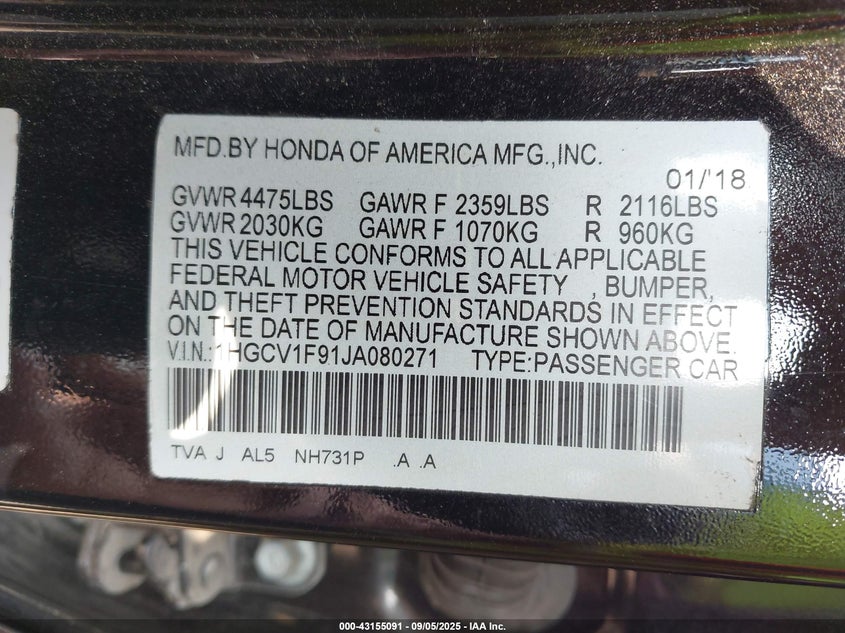 MFD.BY HONDA OF AMERICA MFG.,INC.
01/'18
GVWR 4475LBS GAWR F 2359LBS R 2116LBS
GVWR 2030KG GAWR F 1070KG R 960KG
THIS VEHICLE CONFORMS TO ALL APPLICABLE
FEDERAL MOTOR VEHICLE SAFETY , BUMPER,
AND THEFT PREVENTION STANDARDS IN EFFECT
ON THE DATE OF MANUFACTURE SHOWN ABOVE.
V.I.N.:1HGCV1F91JA080271 TYPE:PASSENGER CAR
TVA J AL5 NH731P .A .A
000-43155091 - 09/05/2025 - IAA Inc.